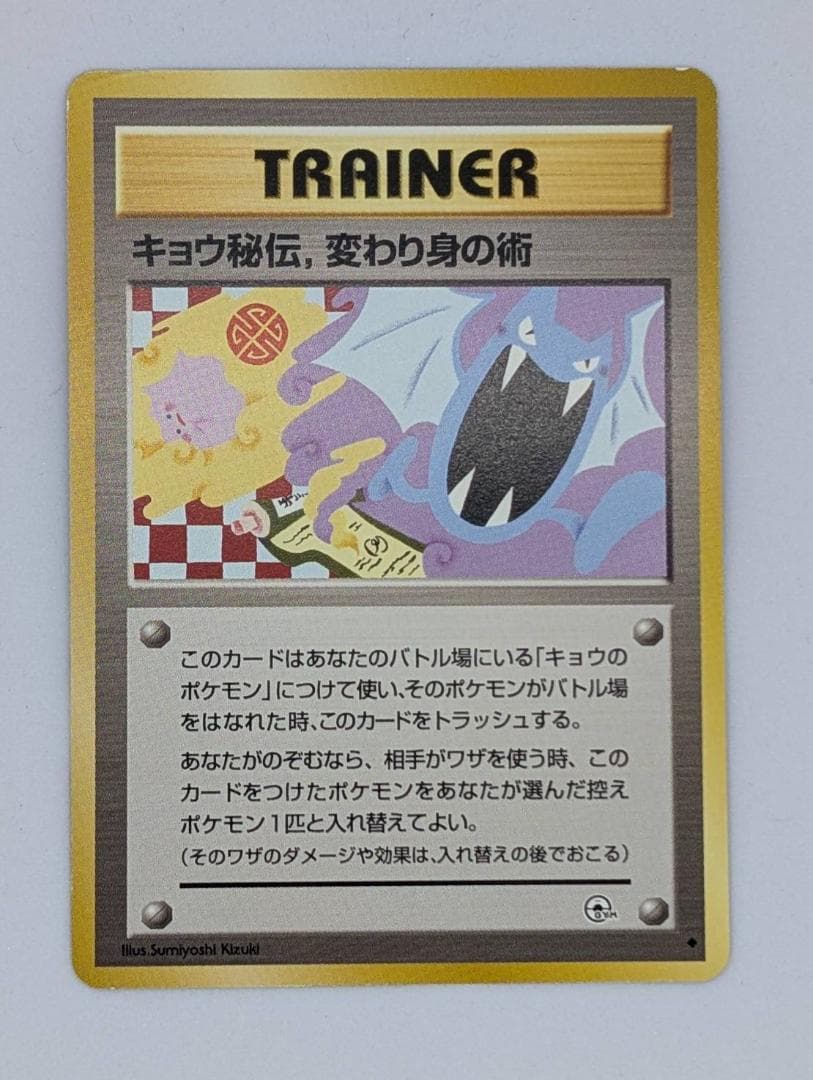 TRAINER
キョウ秘伝, 変わり身の術
このカードはあなたのバトル場にいる「キョウの
ポケモン」につけて使い、そのポケモンがバトル場
をはなれた時、このカードをトラッシュする。
あなたがのぞむなら、相手がワザを使う時、この
カードをつけたポケモンをあなたが選んだ控え
ポケモン1匹と入れ替えてよい。
(そのワザのダメージや効果は、入れ替えの後でおこる)
GYM
Illus.Sumiyoshi Kizuki